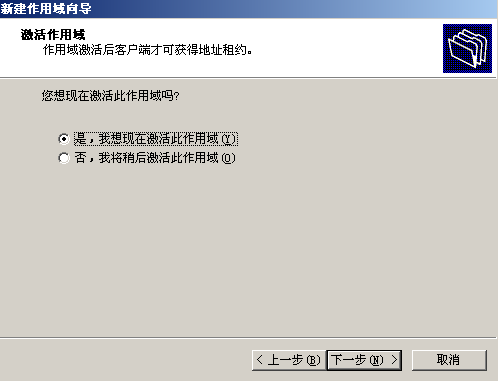 新建作用域向导
激活作用域
作用域激活后客户端才可获得地址租约。
您想现在激活此作用域吗?
是，我想现在激活此作用域(Y)
否，我将稍后激活此作用域(O)
< 上一步(B) 下一步(N) > 取消